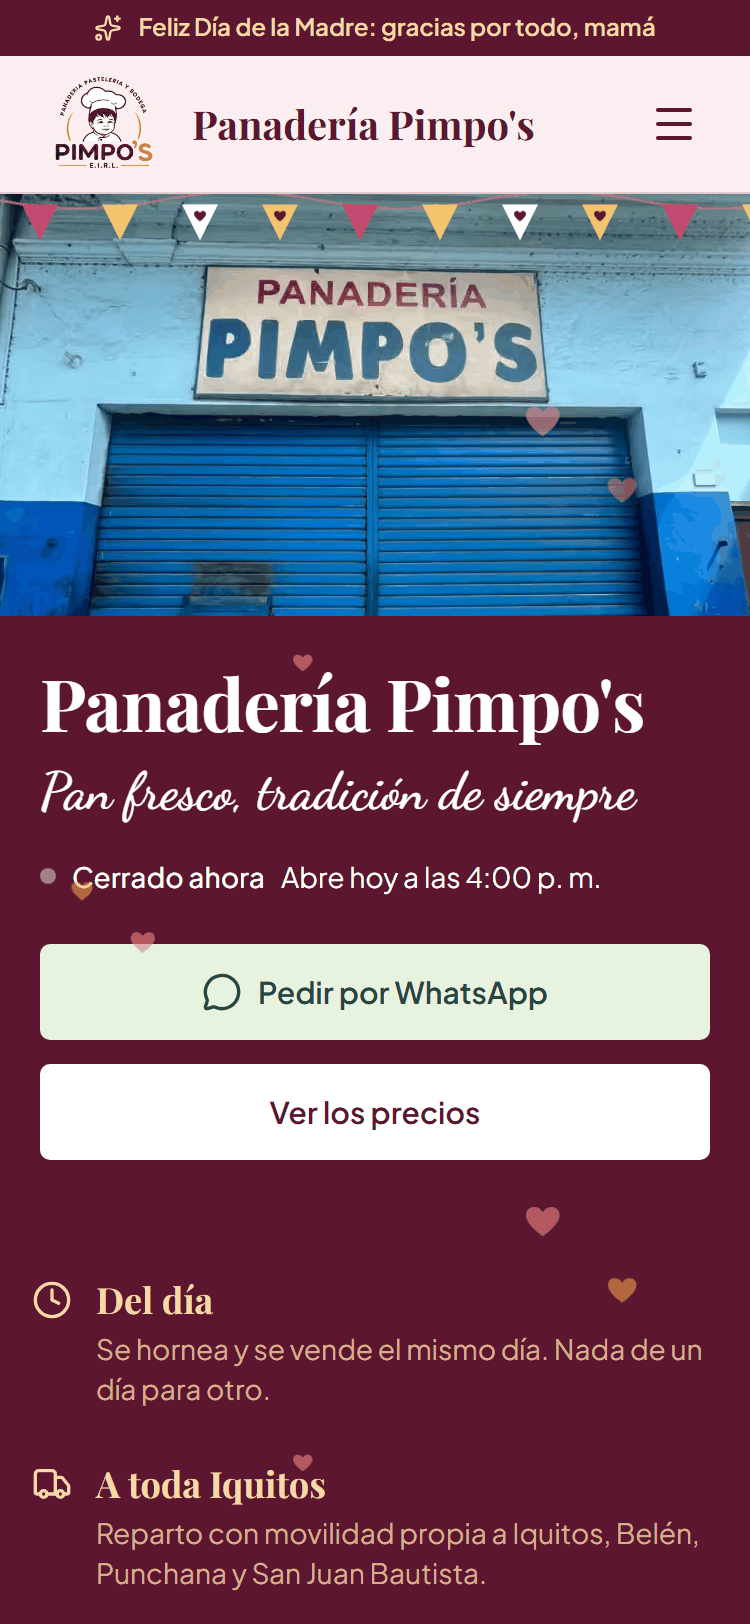 Feliz Día de la Madre: gracias por todo, mamá
PANADERÍA PASTELERIA Y BODEGA
PIMPO'S
E.I.R.L.
Panadería Pimpo's
PANADERÍA
PIMPO'S
Panadería Pimpo's
Pan fresco, tradición de siempre
Cerrado ahora Abre hoy a las 4:00 p. m.
Pedir por WhatsApp
Ver los precios
Del día
Se hornea y se vende el mismo día. Nada de un
día para otro.
A toda Iquitos
Reparto con movilidad propia a Iquitos, Belén,
Punchana y San Juan Bautista.